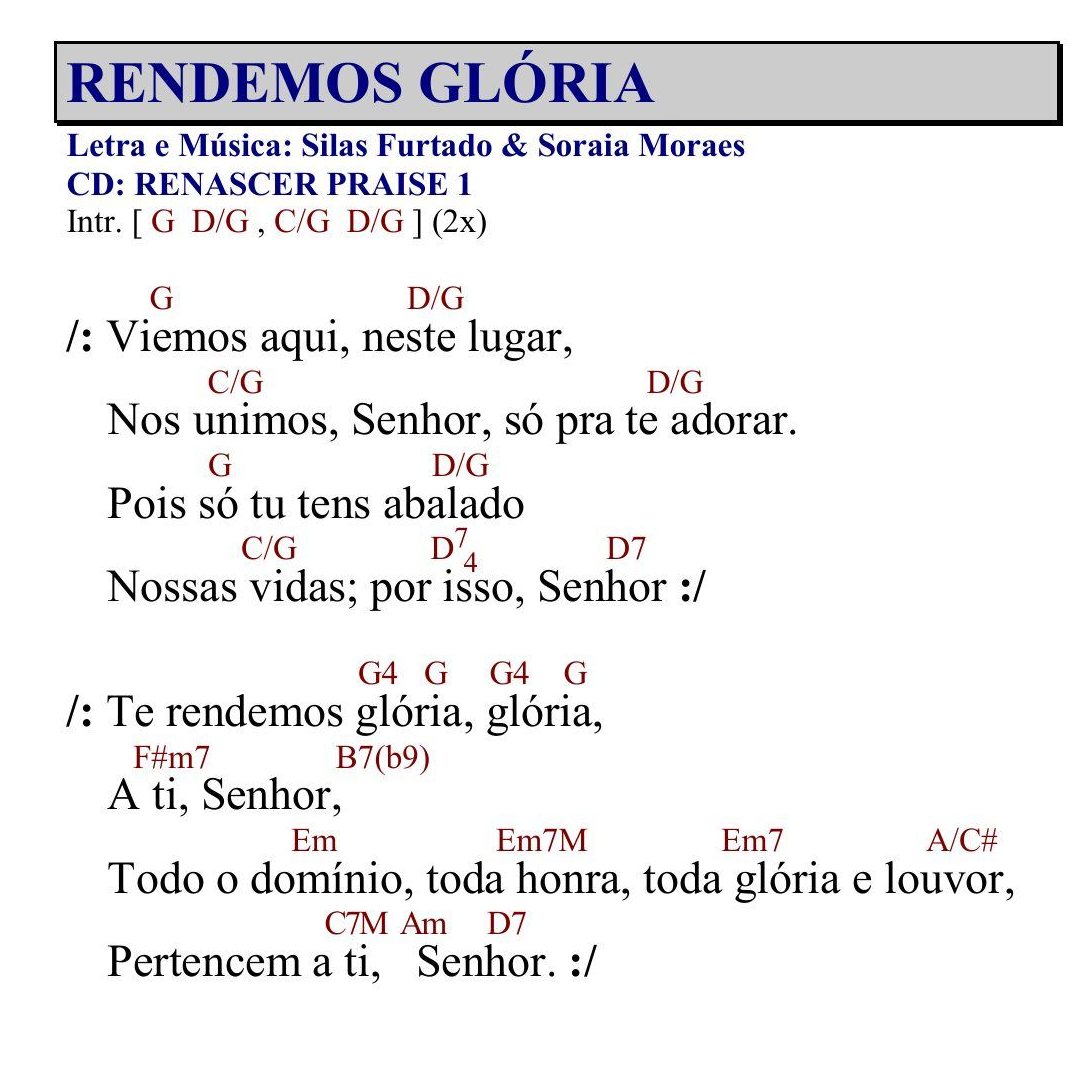 RENDEMOS GLÓRIA
Letra e Música: Silas Furtado & Soraia Moraes
CD: RENASCER PRAISE 1
Intr. [ G D/G , C/G D/G ] (2x)
G D/G
/: Viemos aqui, neste lugar,
C/G D/G
Nos unimos, Senhor, só pra te adorar.
G D/G
Pois só tu tens abalado
C/G D74 D7
Nossas vidas; por isso, Senhor :/
G4 G G4 G
/: Te rendemos glória, glória,
F#m7 B7(b9)
A ti, Senhor,
Em Em7M Em7 A/C#
Todo o domínio, toda honra, toda glória e louvor,
C7M Am D7
Pertencem a ti, Senhor. :/